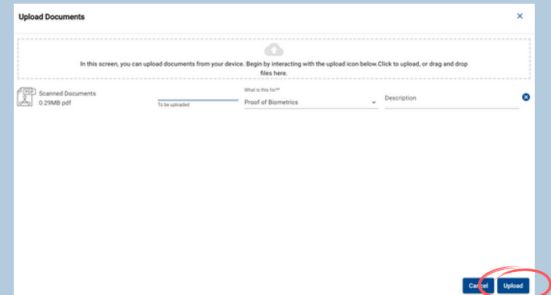 Upload Documents
In this screen, you can upload documents from your device. Begin by interacting with the upload icon below.Click to upload, or drag and drop
files here.
Scanned Documents
0.29MB pdf
To be uploaded
What is this for?*
Proof of Biometrics
Description
Cancel
Upload